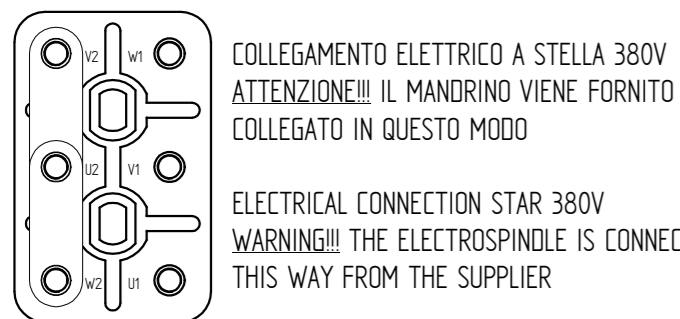 V2 W1
U2 V1
W2 U1
COLLEGAMENTO ELETTRICO A STELLA 380V
ATTENZIONE!!! IL MANDRINO VIENE FORNITO
COLLEGATO IN QUESTO MODO
ELECTRICAL CONNECTION STAR 380V
WARNING!!! THE ELECTROSPINDLE IS CONNEC
THIS WAY FROM THE SUPPLIER